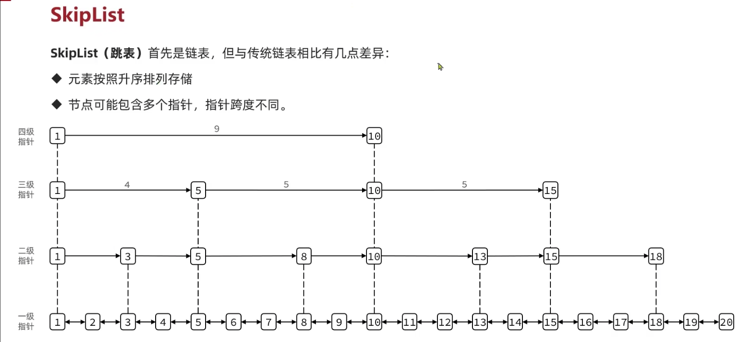 SkipList
SkipList（跳表）首先是链表，但与传统链表相比有几点差异：
◆ 元素按照升序排列存储
◆ 节点可能包含多个指针，指针跨度不同。
四级
指针
1 9 10
三级
指针
1 4 5 5 10 5 15
二级
指针
1 3 5 8 10 13 15 18
一级
指针
1 2 3 4 5 6 7 8 9 10 11 12 13 14 15 16 17 18 19 20